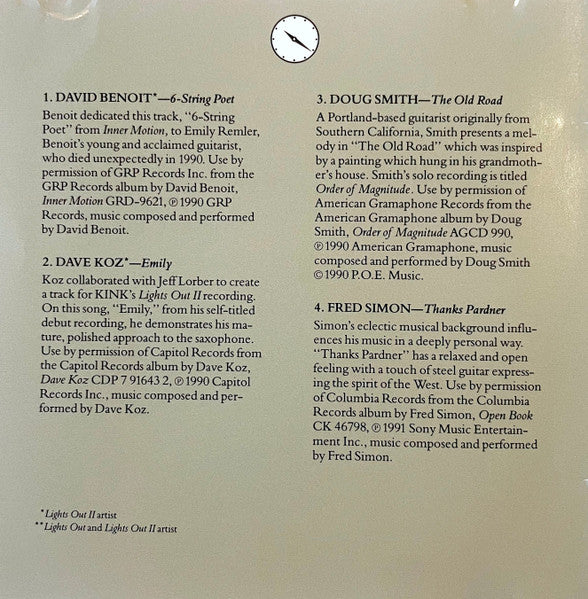 1. DAVID BENOIT*—6-String Poet
Benoit dedicated this track, "6-String
Poet" from Inner Motion, to Emily Remler,
Benoit's young and acclaimed guitarist,
who died unexpectedly in 1990. Use by
permission of GRP Records Inc. from the
GRP Records album by David Benoit,
Inner Motion GRD-9621, ℗1990 GRP
Records, music composed and performed
by David Benoit.
2. DAVE KOZ*—Emily
Koz collaborated with Jeff Lorber to create
a track for KINK's Lights Out II recording.
On this song, "Emily," from his self-titled
debut recording, he demonstrates his ma-
ture, polished approach to the saxophone.
Use by permission of Capitol Records from
the Capitol Records album by Dave Koz,
Dave Koz CDP 7 91643 2, ℗1990 Capitol
Records Inc., music composed and per-
formed by Dave Koz.
*Lights Out II artist
**Lights Out and Lights Out II artist
3. DOUG SMITH—The Old Road
A Portland-based guitarist originally from
Southern California, Smith presents a mel-
ody in "The Old Road" which was inspired
by a painting which hung in his grandmoth-
er's house. Smith's solo recording is titled
Order of Magnitude. Use by permission of
American Gramaphone Records from the
American Gramaphone album by Doug
Smith, Order of Magnitude AGCD 990,
℗1990 American Gramaphone, music
composed and performed by Doug Smith
©1990 P.O.E. Music.
4. FRED SIMON—Thanks Pardner
Simon's eclectic musical background influ-
ences his music in a deeply personal way.
"Thanks Pardner" has a relaxed and open
feeling with a touch of steel guitar express-
ing the spirit of the West. Use by permission
of Columbia Records from the Columbia
Records album by Fred Simon, Open Book
CK 46798, ℗1991 Sony Music Entertain-
ment Inc., music composed and performed
by Fred Simon.